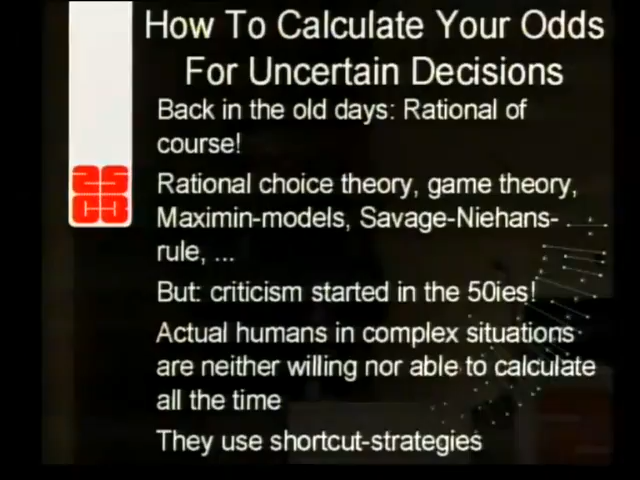 How To Calculate Your Odds
For Uncertain Decisions
Back in the old days: Rational of
course!
Rational choice theory, game theory,
Maximin-models, Savage-Niehans-
rule, ...
But: criticism started in the 50ies!
Actual humans in complex situations
are neither willing nor able to calculate
all the time
They use shortcut-strategies
25
C3